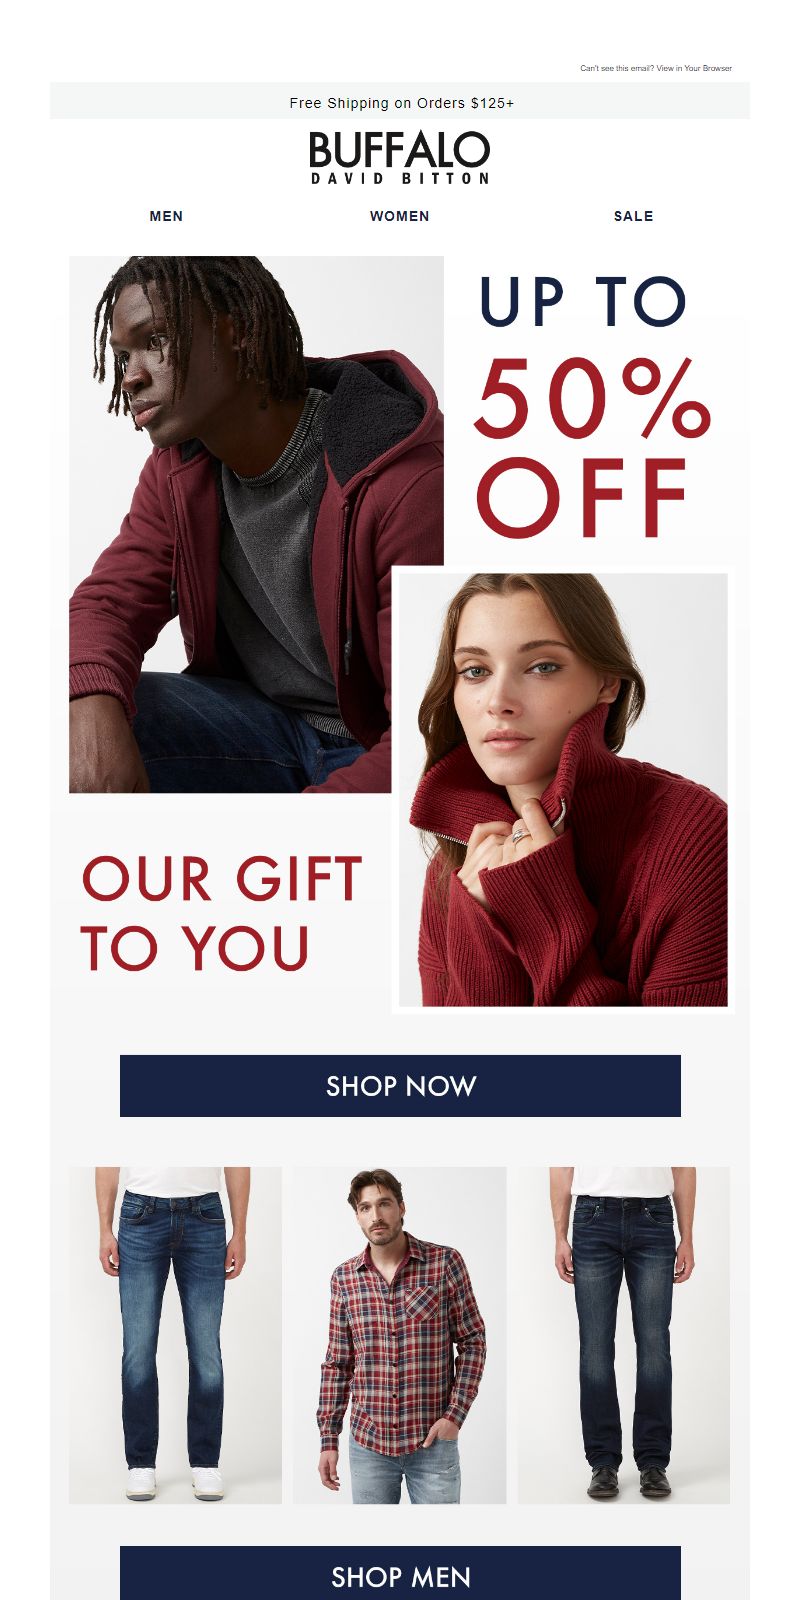 Can't see this email? View in Your Browser
Free Shipping on Orders $125+
BUFFALO
DAVID BITTON
MEN WOMEN SALE
UP TO
50%
OFF
OUR GIFT
TO YOU
SHOP NOW
SHOP MEN